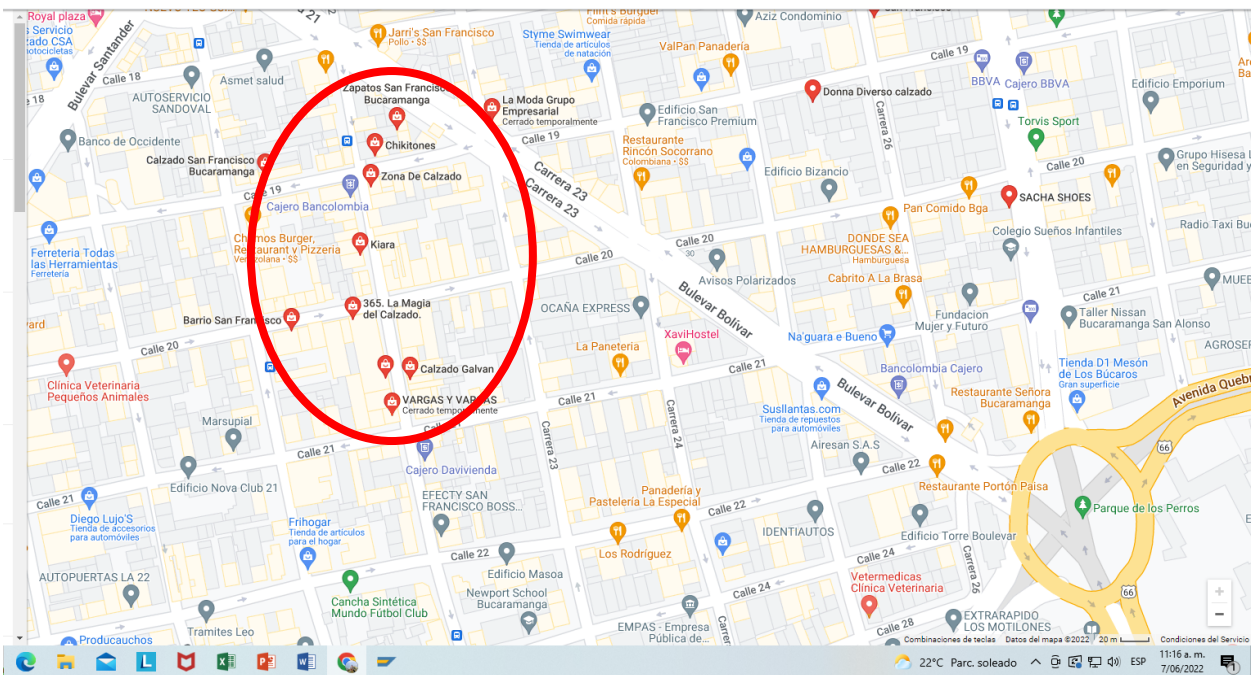 Royal plaza
Servicio
Bulevar Santander
Calle 18
AUTOSERVICIO
SANDOVAL
Asmet salud
Jarri's San Francisco
Pollo • $$
Comida rápida
Styme Swimwear
Tienda de artículos
de natación
ValPan Panadería
Aziz Condominio
Calle 19
BBVA
Cajero BBVA
Edificio Emporium
Banco de Occidente
Zapatos San Francisco
Bucaramanga
La Moda Grupo
Empresarial
Cerrado temporalmente
Edificio San
Francisco Premium
Donna Diverso calzado
Carrera 26
Torvis Sport
Chikitones
Calle 19
Restaurante
Rincón Socorrano
Colombiana • $$
Calzado San Francisco
Bucaramanga
Zona De Calzado
Carrera 23
Carrera 23
Edificio Bizancio
Calle 20
Grupo Hisesa
en Seguridad y
Calle 19
Cajero Bancolombia
Pan Comido Bga
SACHA SHOES
Ferreteria Todas
las Herramientas
Ferretería
Burger,
Restaurant y Pizzeria
Kiara
Calle 20
30
DONDE SEA
HAMBURGUESAS &...
Hamburguesa
Colegio Sueños Infantiles
Calle 20
Avisos Polarizados
Cabrito A La Brasa
Barrio San Francisco
365. La Magia
del Calzado.
OCAÑA EXPRESS
Bulevar Bolívar
Fundacion
Mujer y Futuro
Calle 21
Taller Nissan
Bucaramanga San Alonso
Calle 20
La Paneteria
XaviHostel
Na'guara e Bueno
Clínica Veterinaria
Pequeños Animales
Calzado Galvan
Calle 21
Bancolombia Cajero
Tienda D1 Mesón
de Los Búcaros
Gran superficie
VARGAS Y VARGAS
Cerrado temporalmente
Calle 21
Carrera 24
Susllantas.com
Tienda de repuestos
para automóviles
Bulevar Bolívar
Restaurante Señora
Bucaramanga
Marsupial
Calle 21
Carrera 23
Airesan S.A.S
66
Cajero Davivienda
Calle 22
Restaurante Portón Paisa
Calle 21
Edificio Nova Club 21
EFECTY SAN
FRANCISCO BOSS...
Panadería y
Pastelería La Especial
Calle 22
Parque de los Perros
Diego Lujo'S
Tienda de accesorios
para automóviles
Frihogar
Tienda de artículos
para el hogar
IDENTIAUTOS
Edificio Torre Boulevar
Calle 22
Los Rodríguez
Calle 24
Carrera 26
AUTOPUERTAS LA 22
Edificio Masoa
Vetermedicas
Clínica Veterinaria
Cancha Sintética
Mundo Fútbol Club
Newport School
Bucaramanga
Calle 24
66
EXTRARAPIDO
LOS MOTILONES
Tramites Leo
EMPAS - Empresa
Pública de...
Calle 28
Producauchos
Combinaciones de teclas
Datos del mapa ©2022
20 m
Condiciones del Servicio
22°C Parc. soleado
ESP
11:16 a. m.
7/06/2022